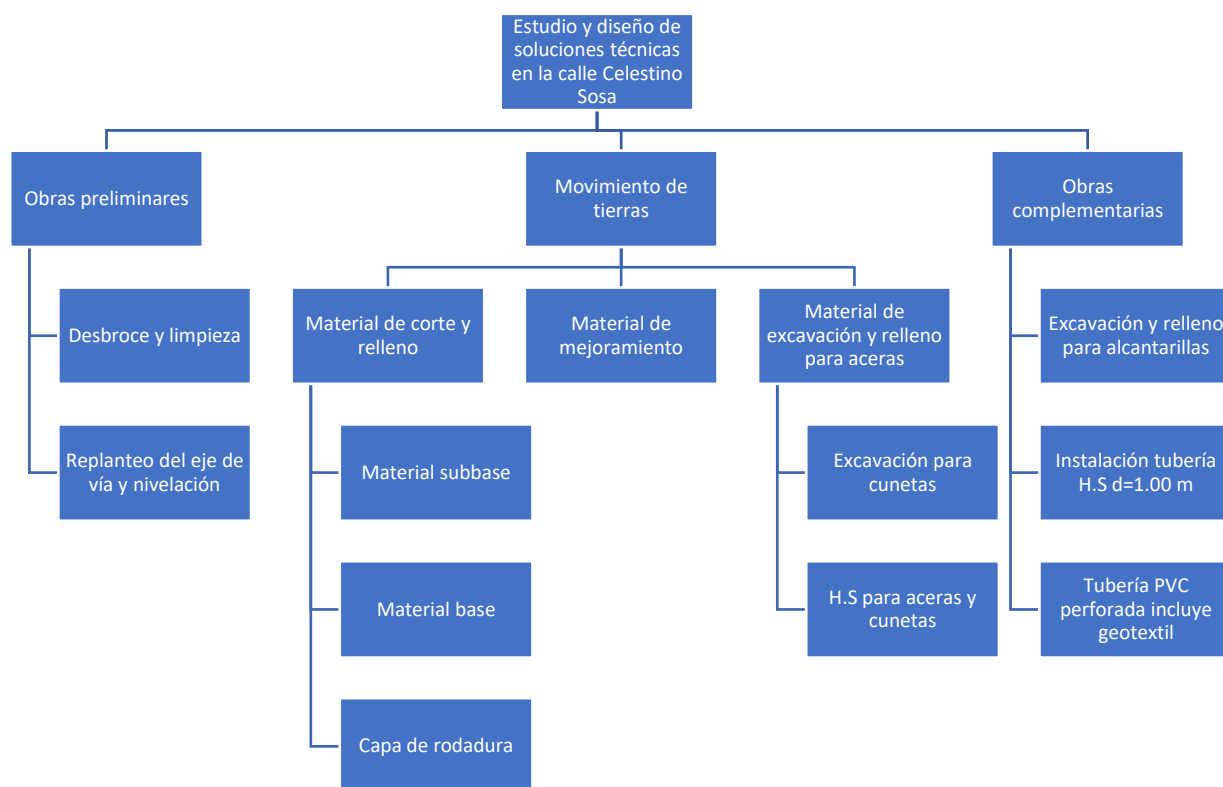 Estudio y diseño de
soluciones técnicas
en la calle Celestino
Sosa
Obras preliminares
Movimiento de
tierras
Obras
complementarias
Desbroce y limpieza
Material de corte y
relleno
Material de
mejoramiento
Material de
excavación y relleno
para aceras
Excavación y relleno
para alcantarillas
Replanteo del eje de
vía y nivelación
Material subbase
Excavación para
cunetas
Instalación tubería
H.S d=1.00 m
Material base
H.S para aceras y
cunetas
Tubería PVC
perforada incluye
geotextil
Capa de rodadura